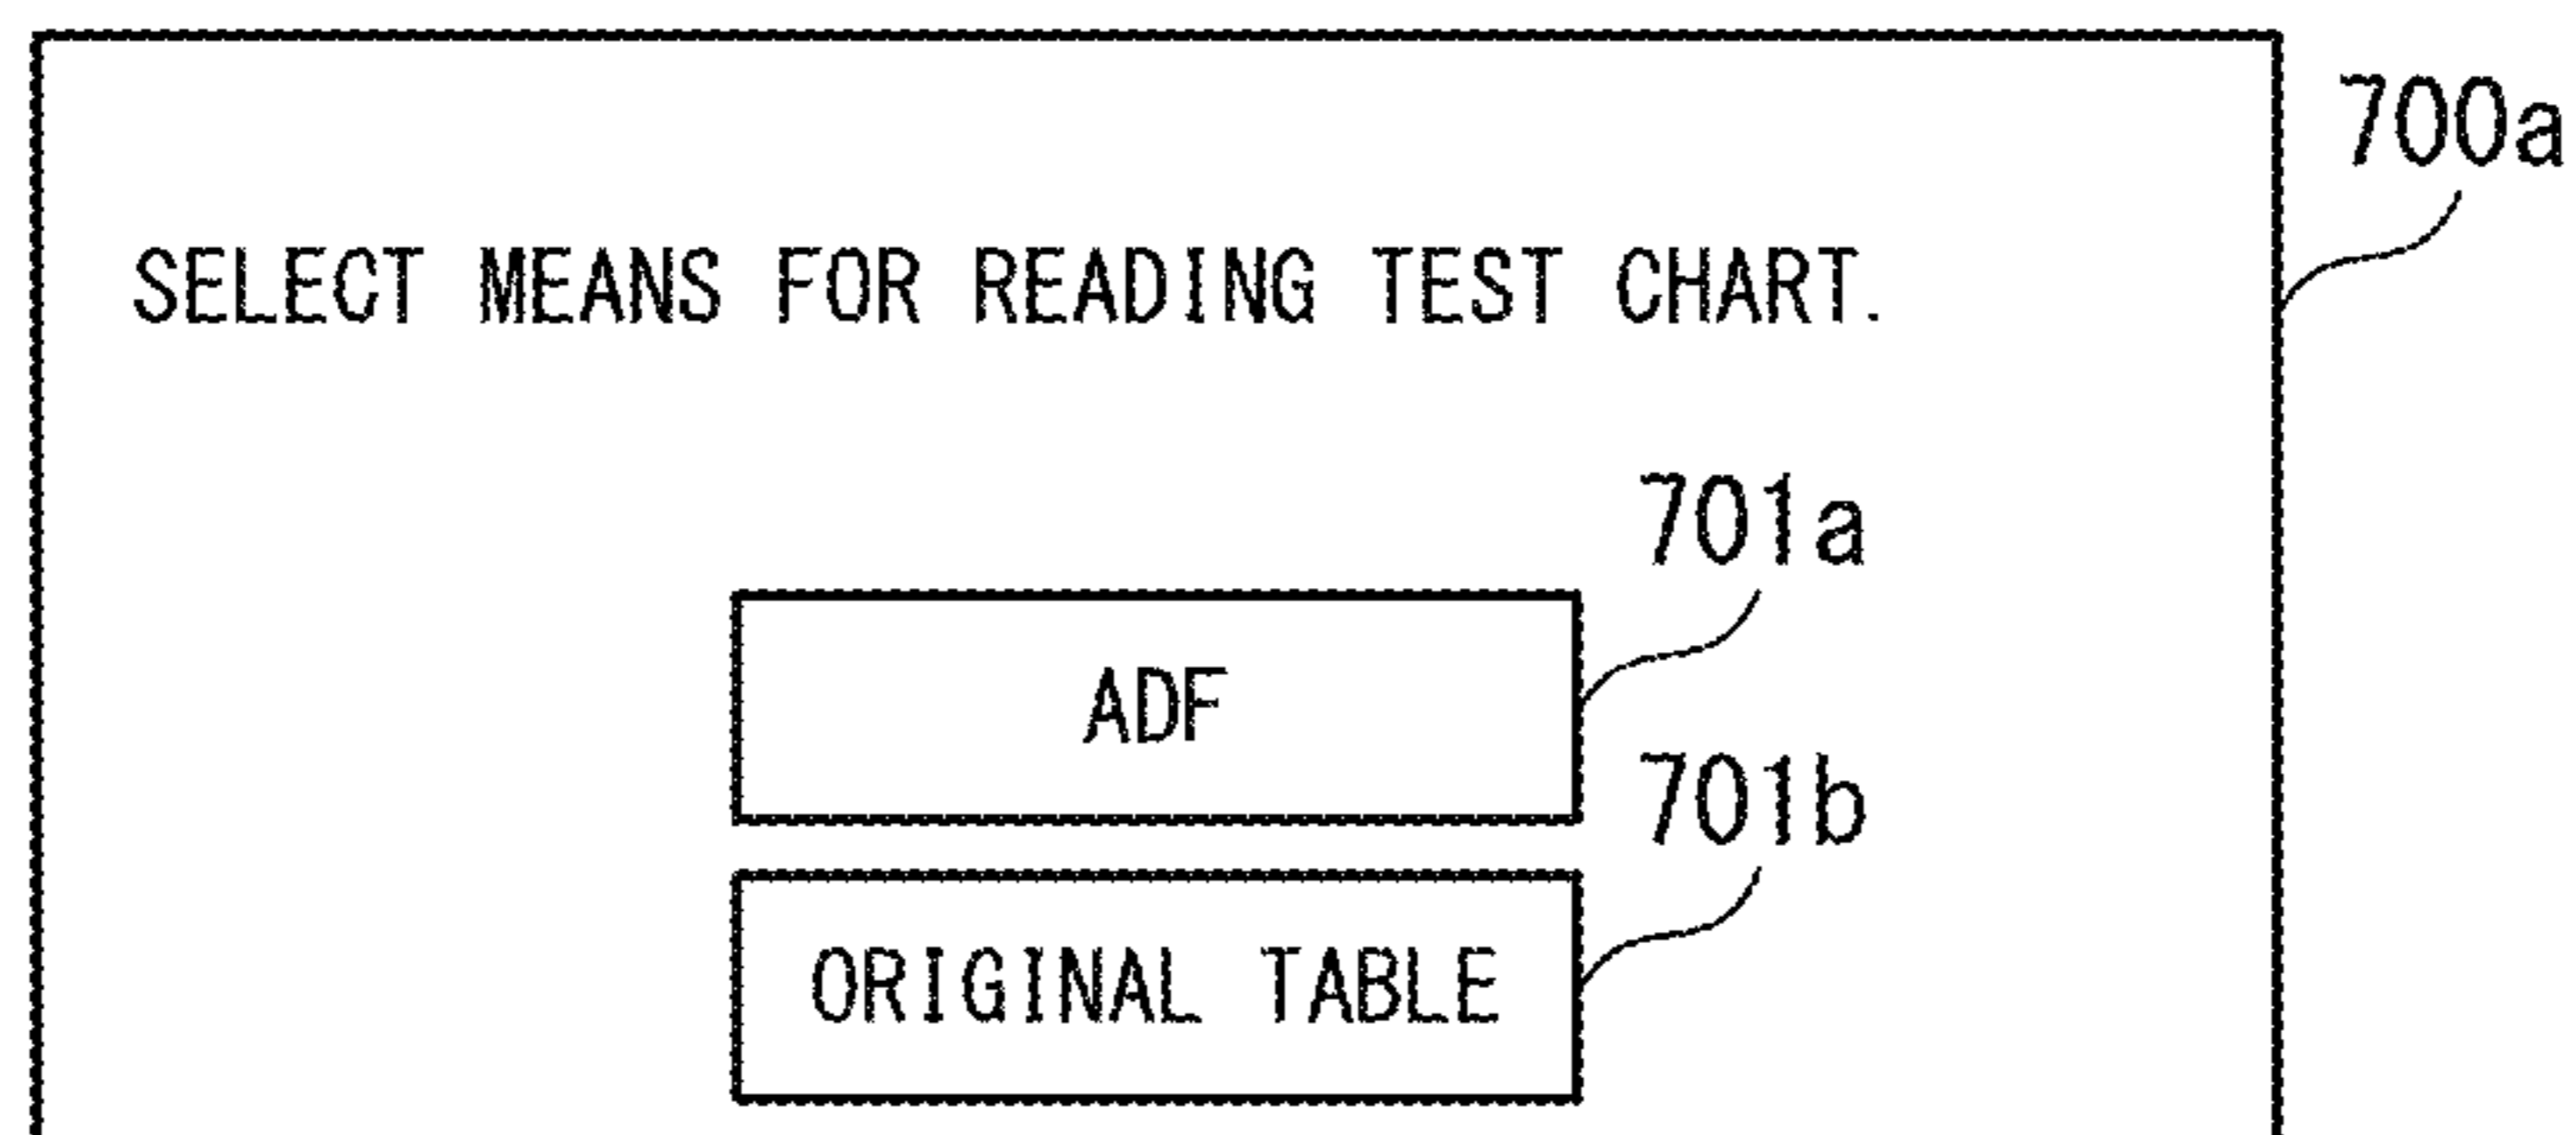 700a
SELECT MEANS FOR READING TEST CHART.
701a
ADF
701b
ORIGINAL TABLE